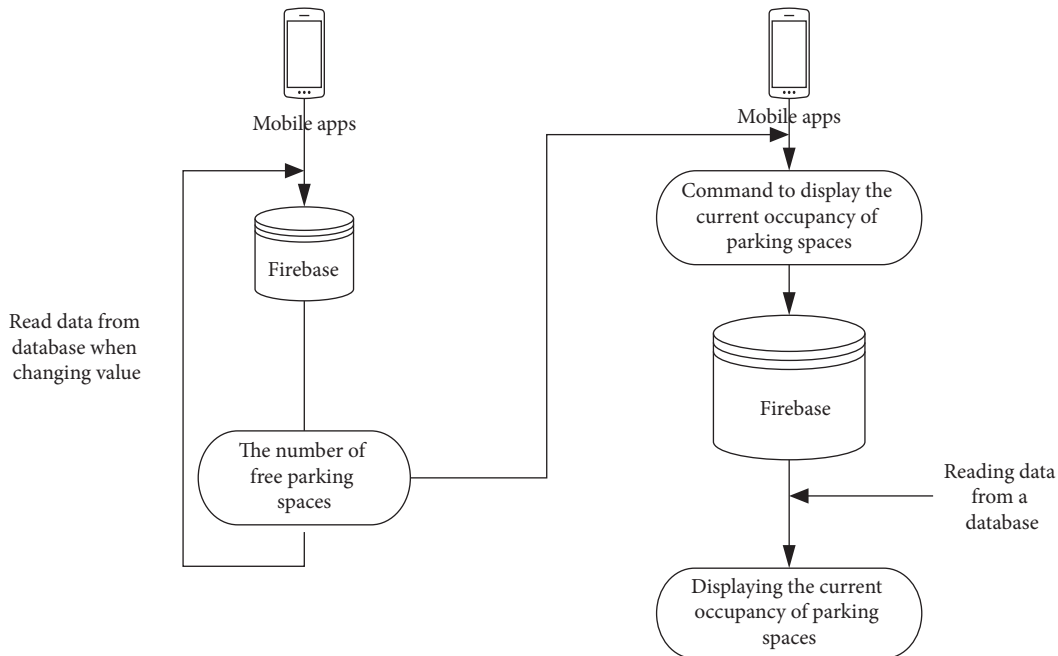 Mobile apps
Firebase
Read data from
database when
changing value
The number of
free parking
spaces
Mobile apps
Command to display the
current occupancy of
parking spaces
Firebase
Reading data
from a
database
Displaying the current
occupancy of parking
spaces